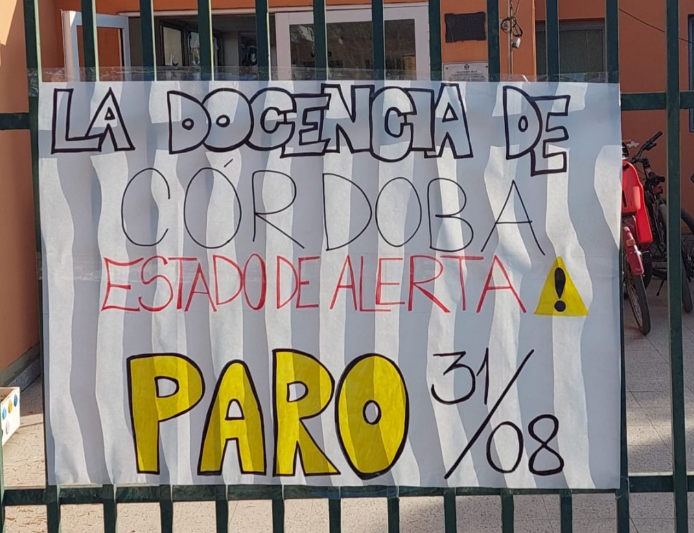 LA DOCENCIA DE
CÓRDOBA
ESTADO DE ALERTA
PARO 31/08